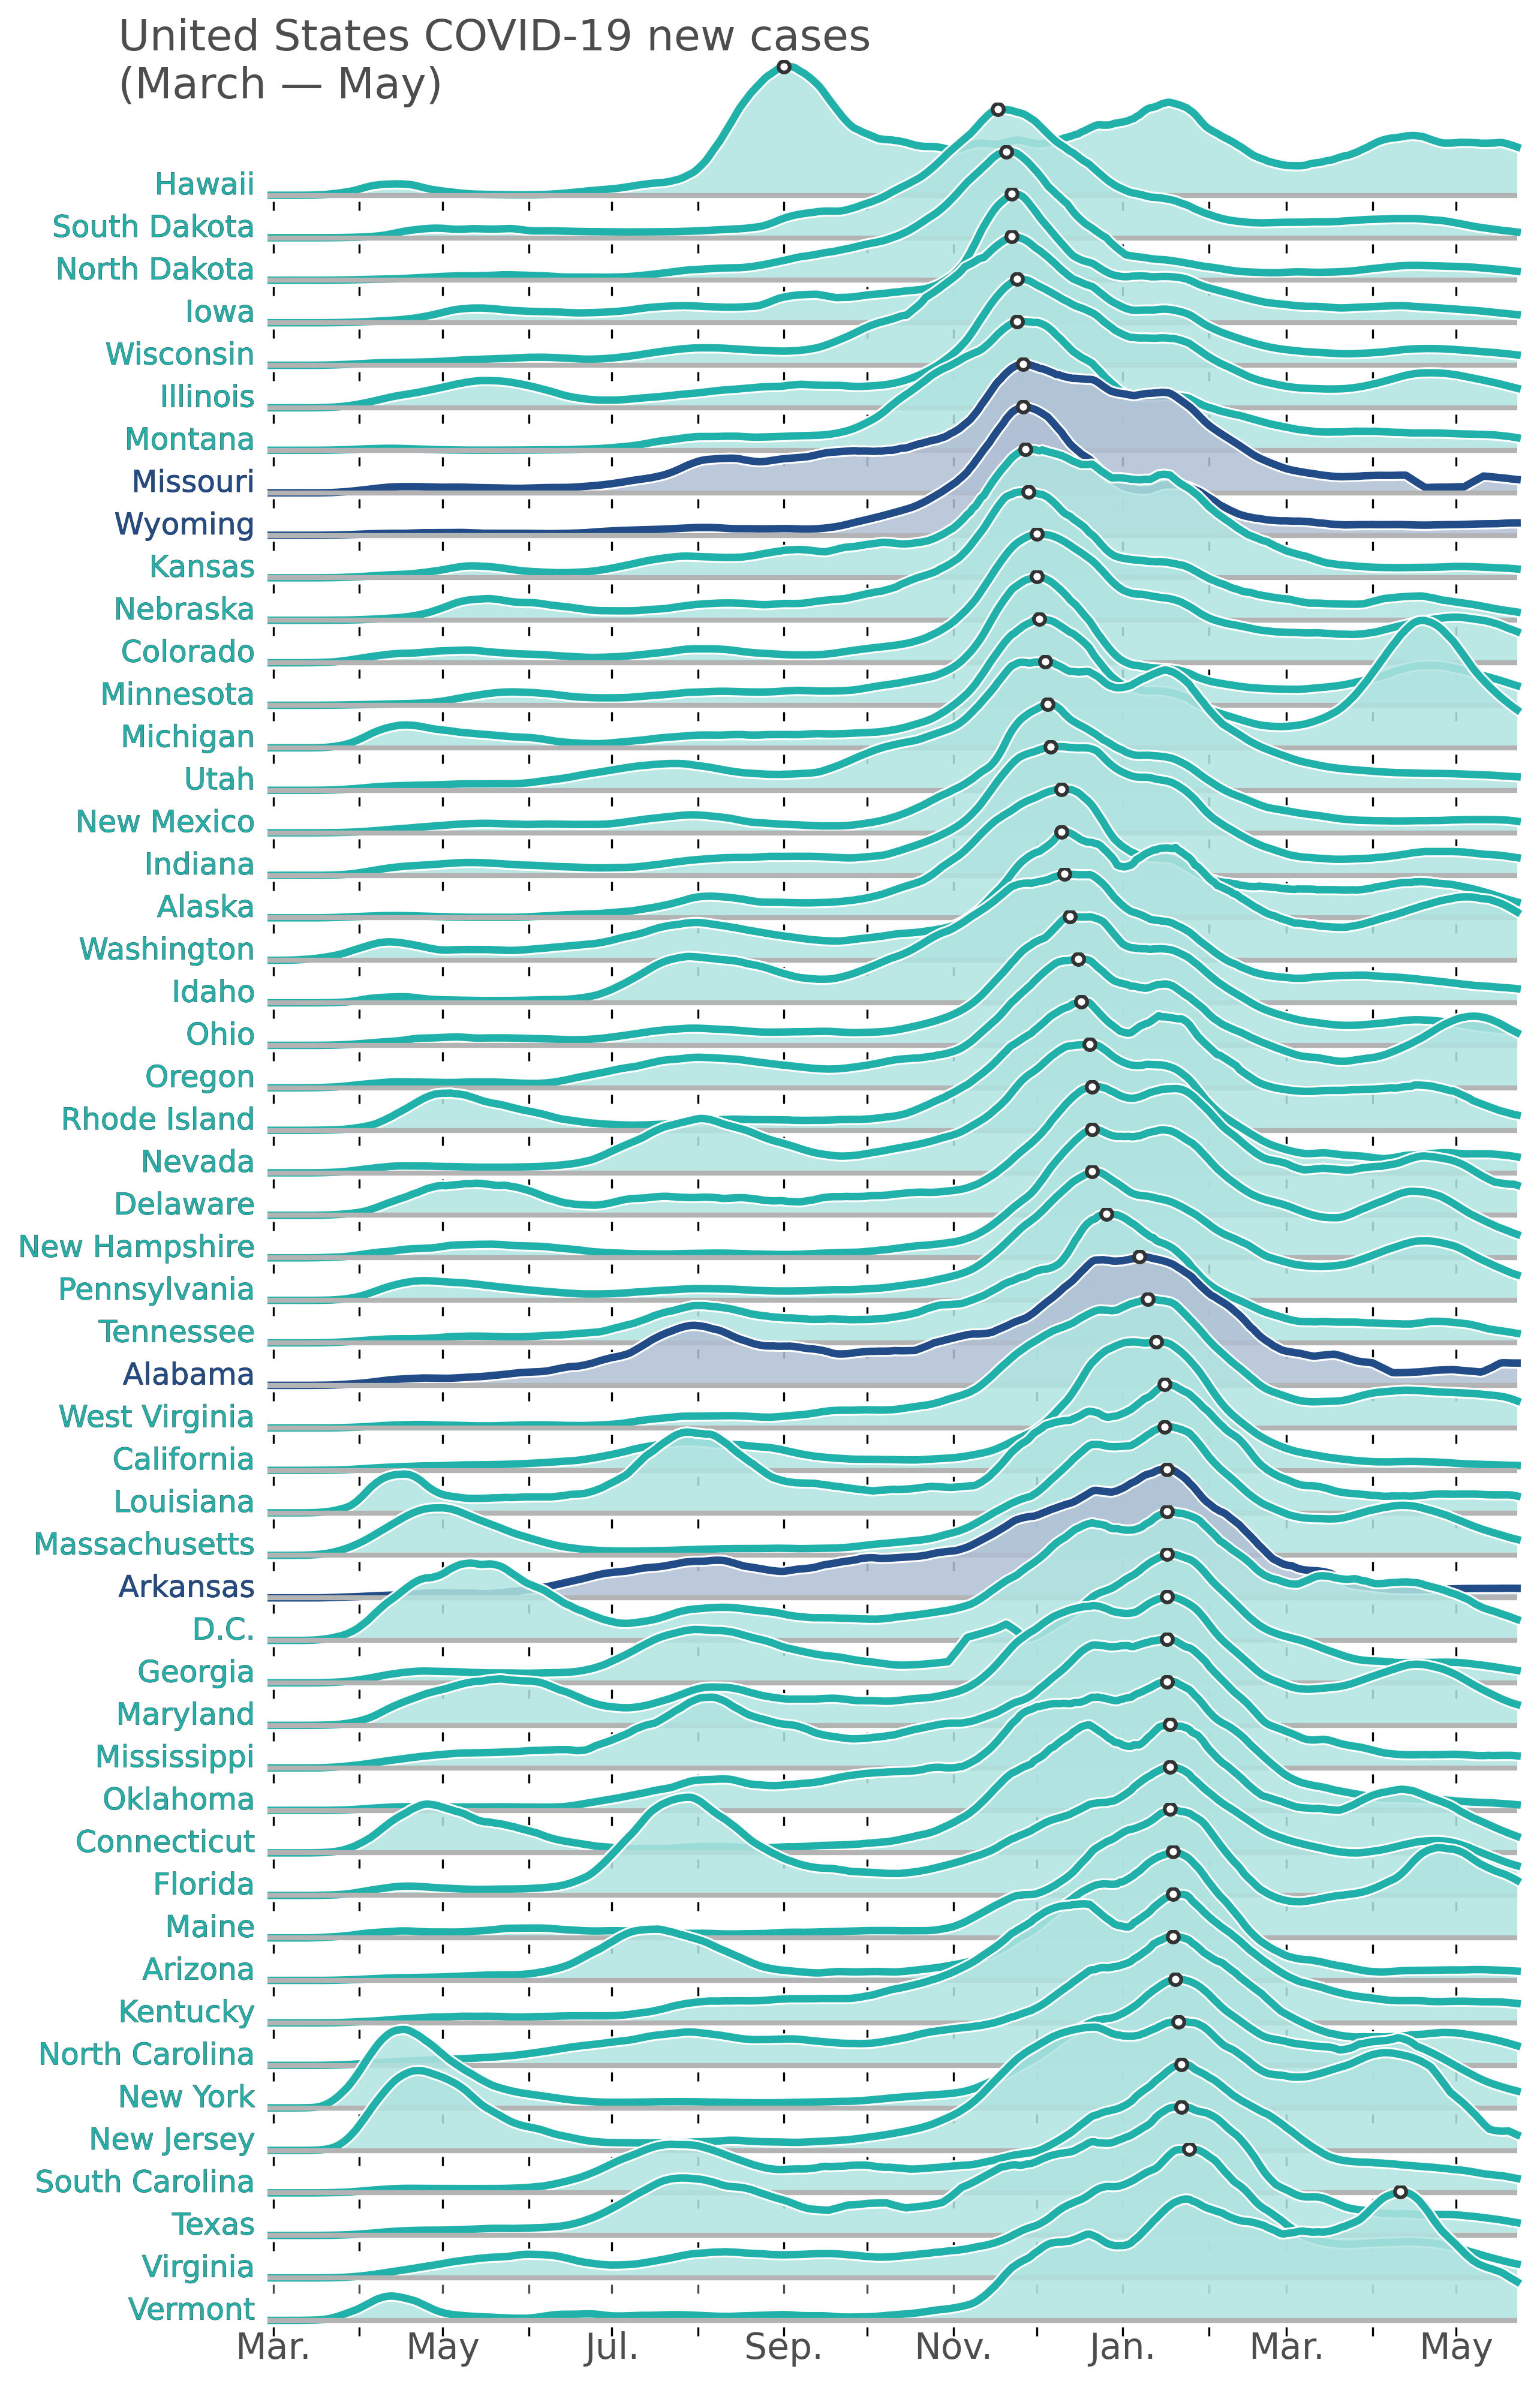 United States COVID-19 new cases
(March — May)
Hawaii
South Dakota
North Dakota
Iowa
Wisconsin
Illinois
Montana
Missouri
Wyoming
Kansas
Nebraska
Colorado
Minnesota
Michigan
Utah
New Mexico
Indiana
Alaska
Washington
Idaho
Ohio
Oregon
Rhode Island
Nevada
Delaware
New Hampshire
Pennsylvania
Tennessee
Alabama
West Virginia
California
Louisiana
Massachusetts
Arkansas
D.C.
Georgia
Maryland
Mississippi
Oklahoma
Connecticut
Florida
Maine
Arizona
Kentucky
North Carolina
New York
New Jersey
South Carolina
Texas
Virginia
Vermont
Mar. May Jul. Sep. Nov. Jan. Mar. May